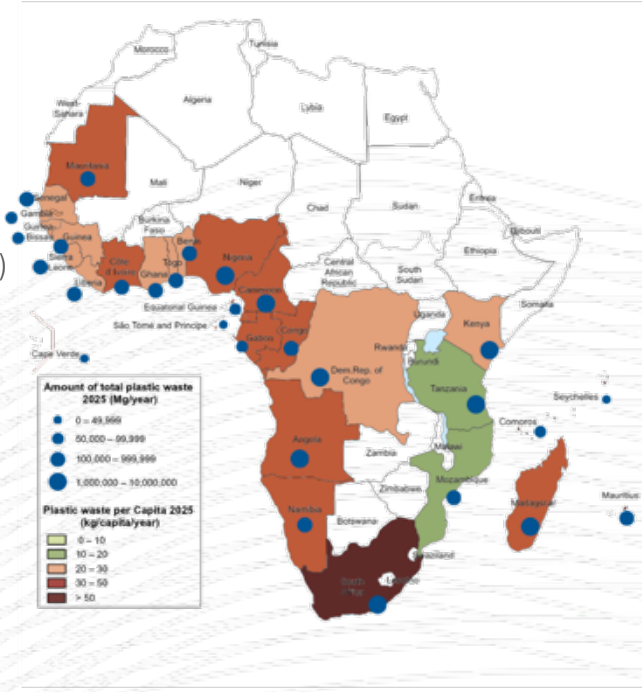 Tunisia
Morocco
Algeria
Lybia
Egypt
West-
Sahara
Mauritania
Mali
Niger
Chad
Sudan
Eritrea
Djibouti
Senegal
Gambia
Guinea-
Bissau
Guinea
Burkina
Faso
Benin
Nigeria
Sierra
Leone
Côte
d'Ivoire
Ghana
Togo
Liberia
Central
African
Republic
South
Sudan
Ethiopia
Somalia
)
Cameroon
Equatorial Guinea
São Tomé and Principe
Gabon
Congo
Uganda
Kenya
Rwanda
Burundi
Dem.Rep. of
Congo
Tanzania
Cape Verde
Seychelles
Comoros
Angola
Zambia
Malawi
Mozambique
Zimbabwe
Madagascar
Mauritius
Namibia
Botswana
Swaziland
South
Africa
Lesotho
Amount of total plastic waste
2025 (Mg/year)
0 – 49,999
50,000 – 99,999
100,000 – 999,999
1,000,000 – 10,000,000
Plastic waste per Capita 2025
(kg/capita/year)
0 – 10
10 – 20
20 – 30
30 – 50
> 50